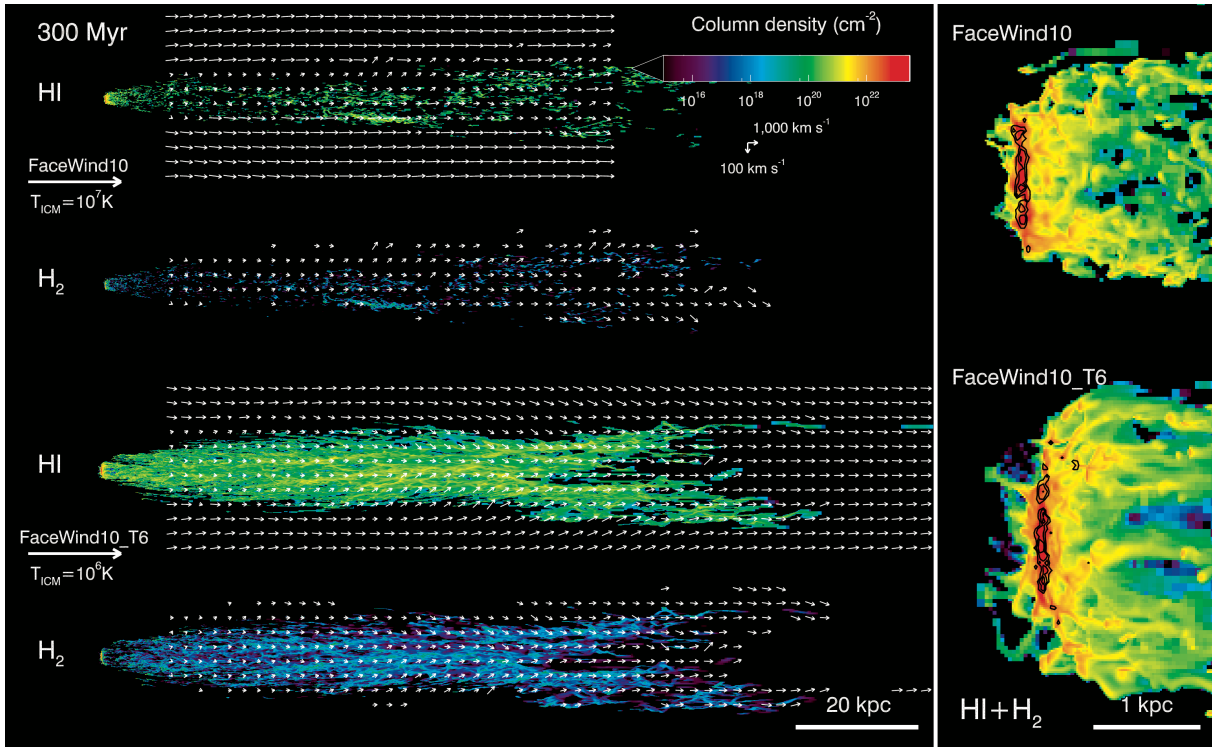 300 Myr
Column density (cm⁻²)
10¹⁶ 10¹⁸ 10²⁰ 10²²
HI
1,000 km s⁻¹
100 km s⁻¹
FaceWind10
T_ICM=10⁷K
H₂
HI
FaceWind10_T6
T_ICM=10⁶K
H₂
20 kpc
FaceWind10
FaceWind10_T6
HI+H₂
1 kpc